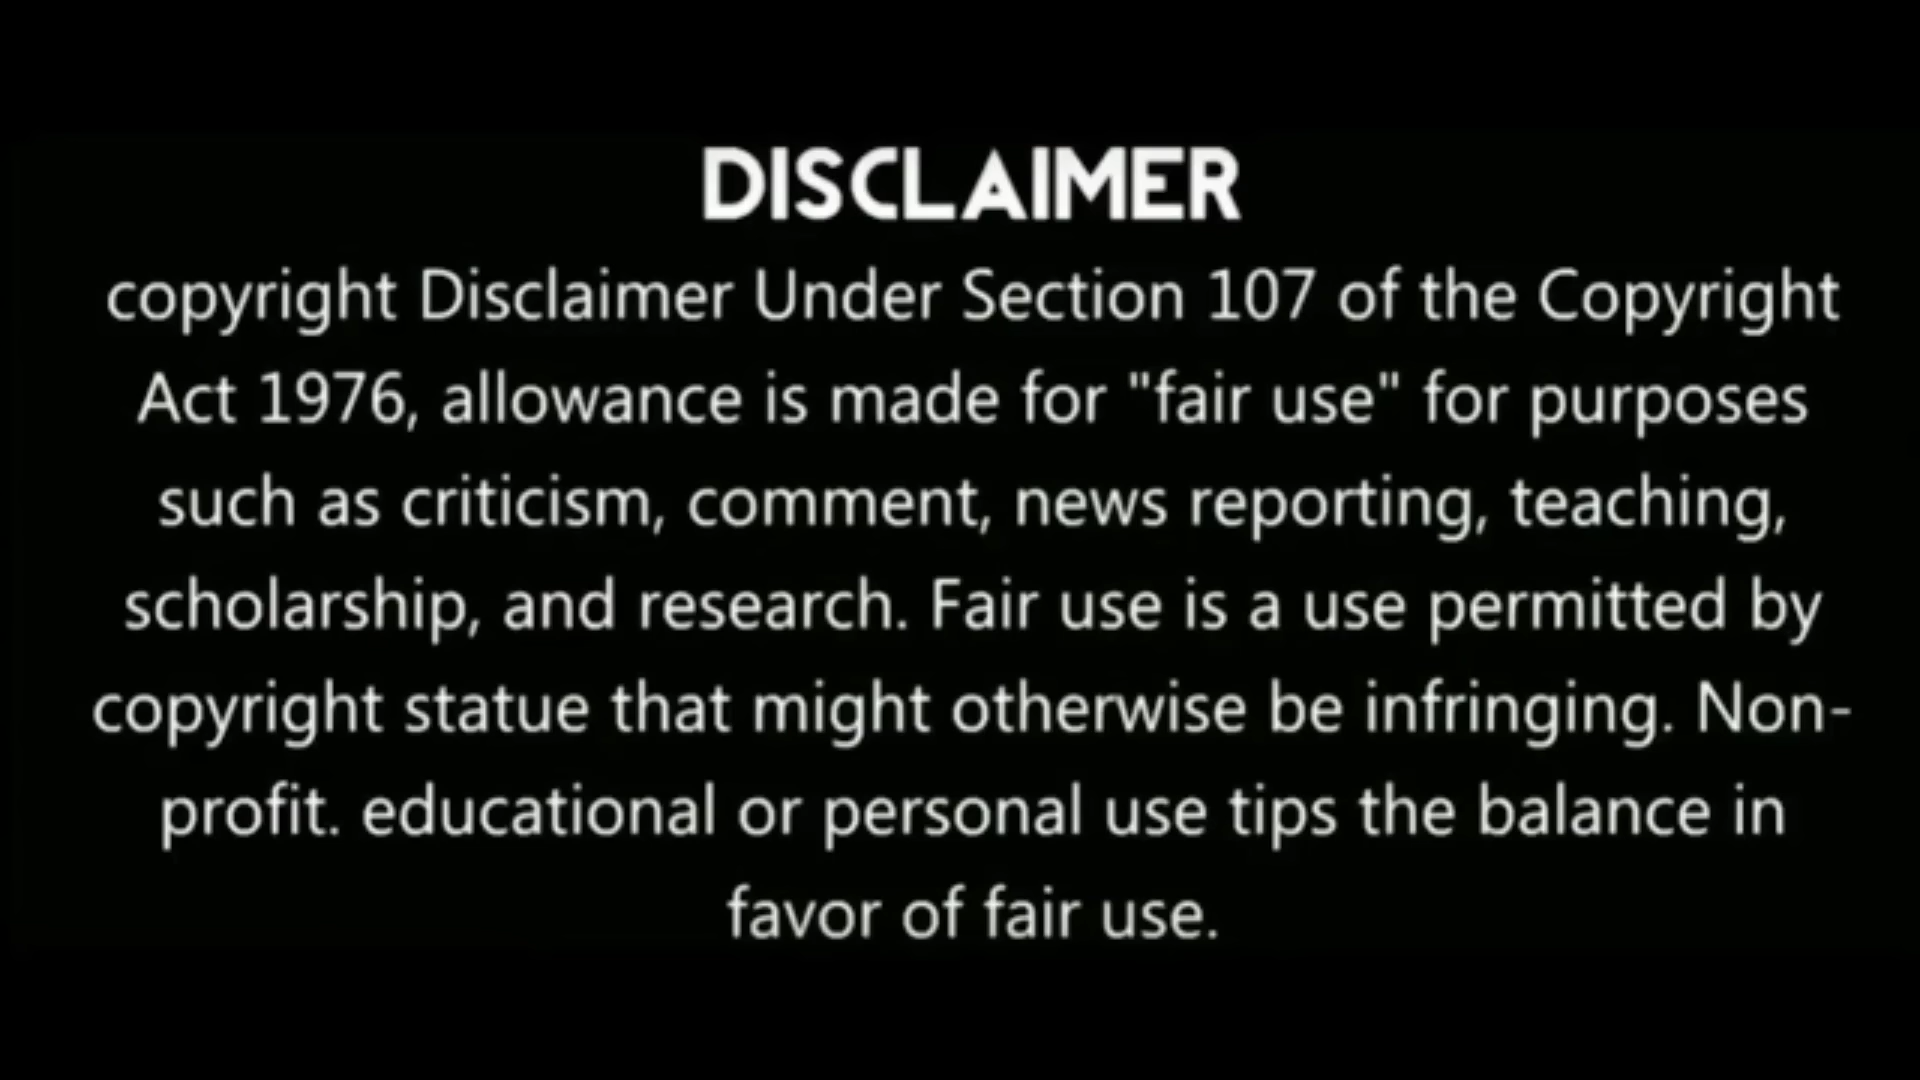 DISCLAIMER
copyright Disclaimer Under Section 107 of the Copyright
Act 1976, allowance is made for "fair use" for purposes
such as criticism, comment, news reporting, teaching,
scholarship, and research. Fair use is a use permitted by
copyright statue that might otherwise be infringing. Non-
profit. educational or personal use tips the balance in
favor of fair use.